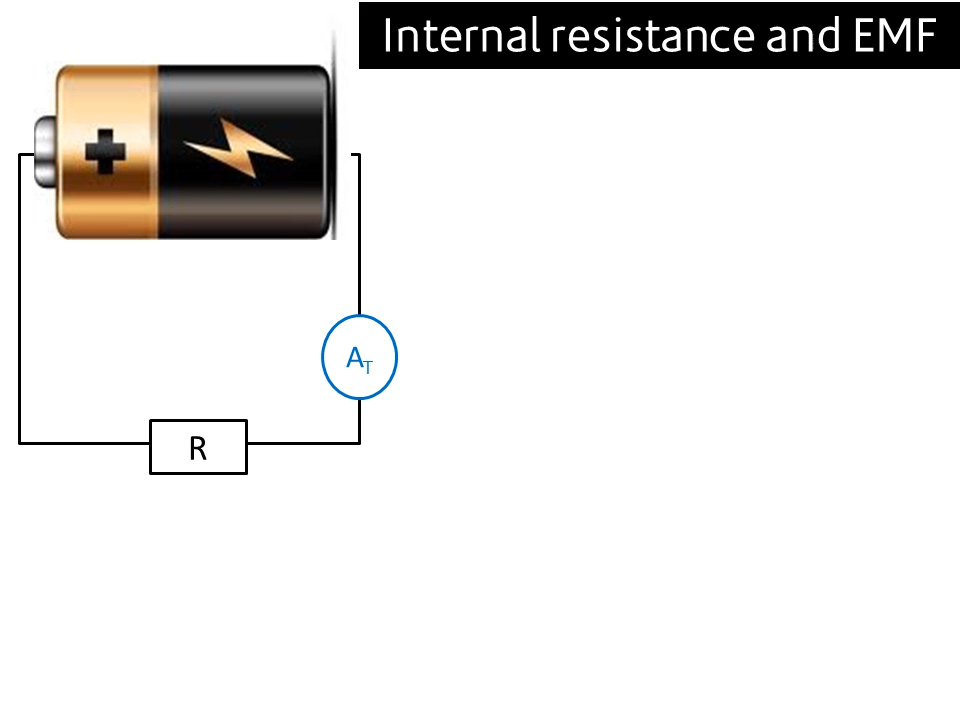 Internal resistance and EMF
+
A_T
R